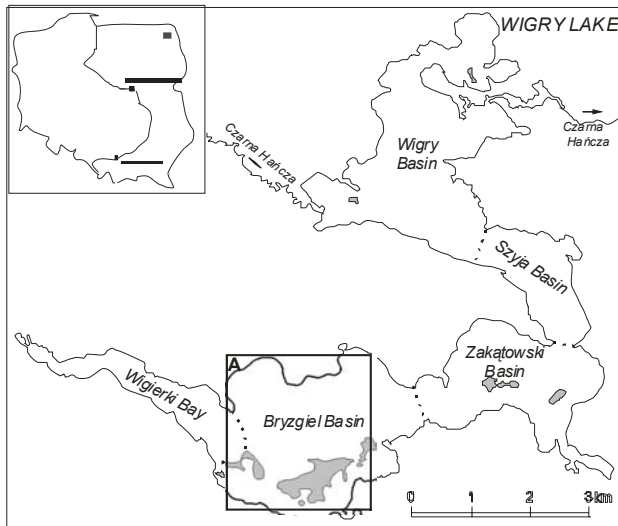 WIGRY LAKE
Czarna
Hańcza
Czarna Hańcza
Wigry
Basin
Szyja Basin
Zakątowski
Basin
A
Wigierki Bay
Bryzgiel Basin
0 1 2 3 km